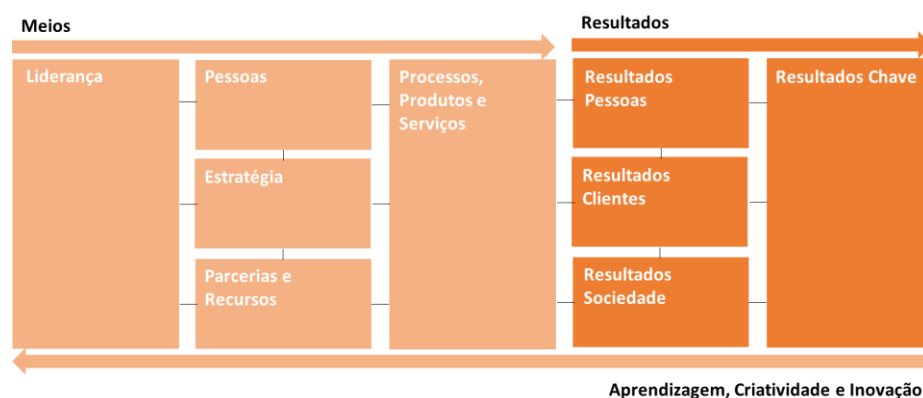 Meios
Resultados
Liderança
Pessoas
Processos,
Produtos e
Serviços
Resultados
Pessoas
Resultados Chave
Estratégia
Resultados
Clientes
Parcerias e
Recursos
Resultados
Sociedade
Aprendizagem, Criatividade e Inovação